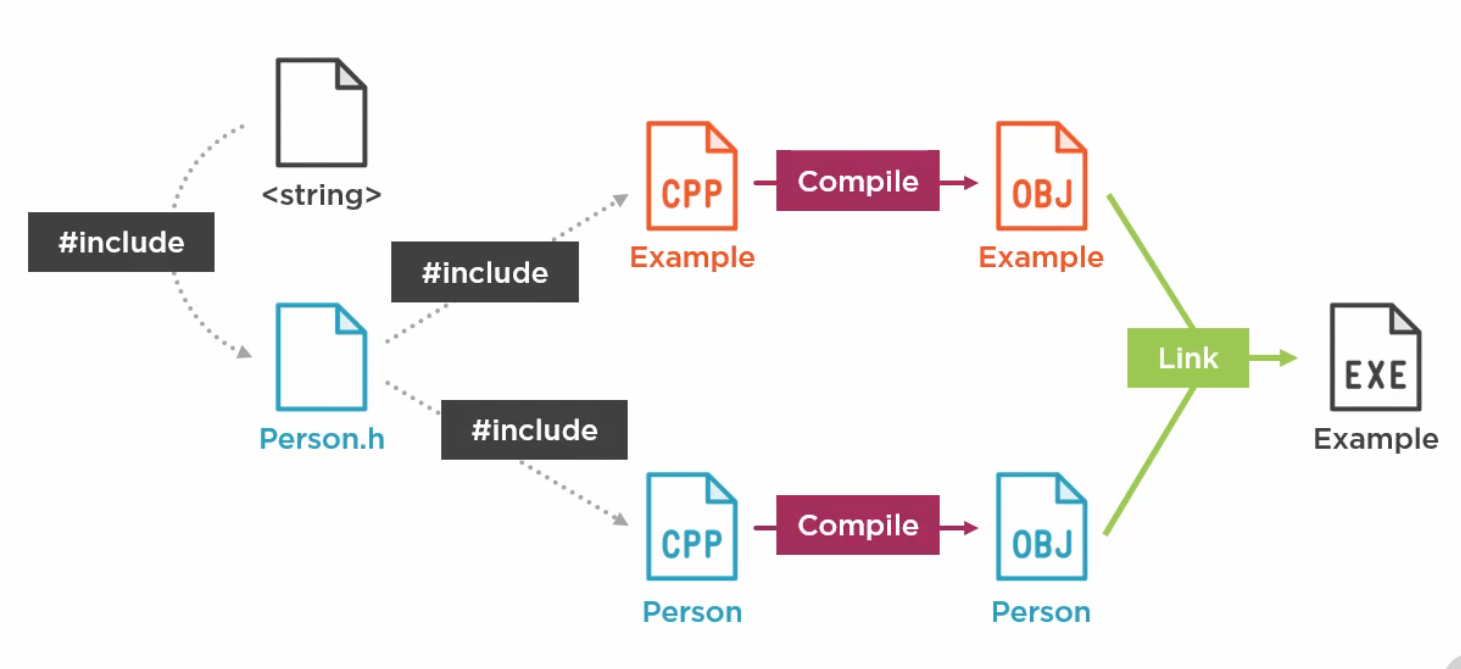 <string>
#include
Person.h
#include
#include
CPP
Example
Compile
OBJ
Example
CPP
Person
Compile
OBJ
Person
Link
EXE
Example